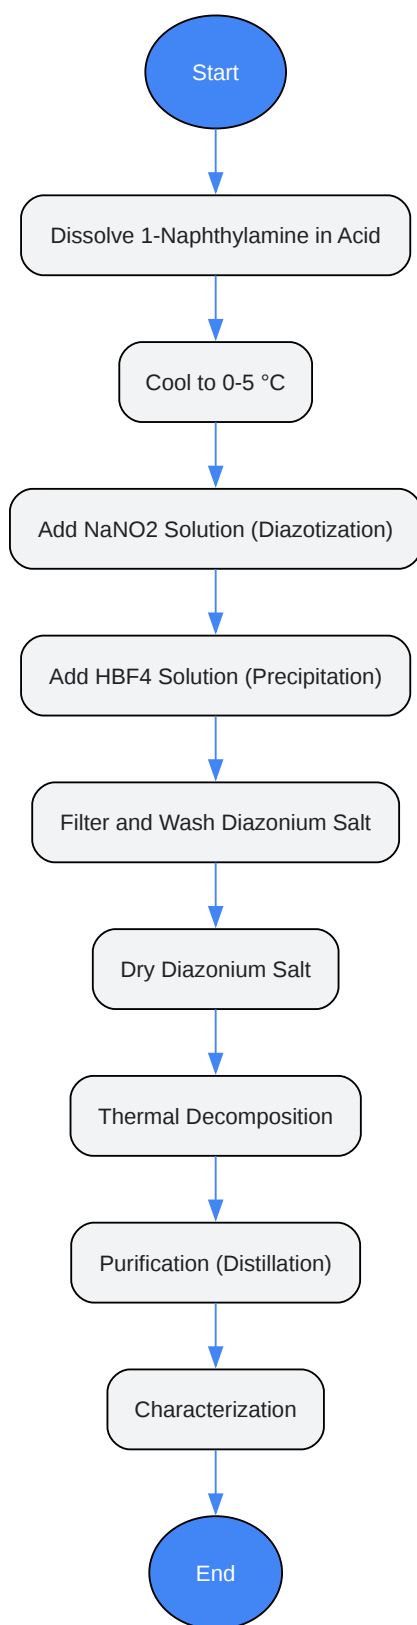 Start
Dissolve 1-Naphthylamine in Acid
Cool to 0-5 °C
Add NaNO2 Solution (Diazotization)
Add HBF4 Solution (Precipitation)
Filter and Wash Diazonium Salt
Dry Diazonium Salt
Thermal Decomposition
Purification (Distillation)
Characterization
End